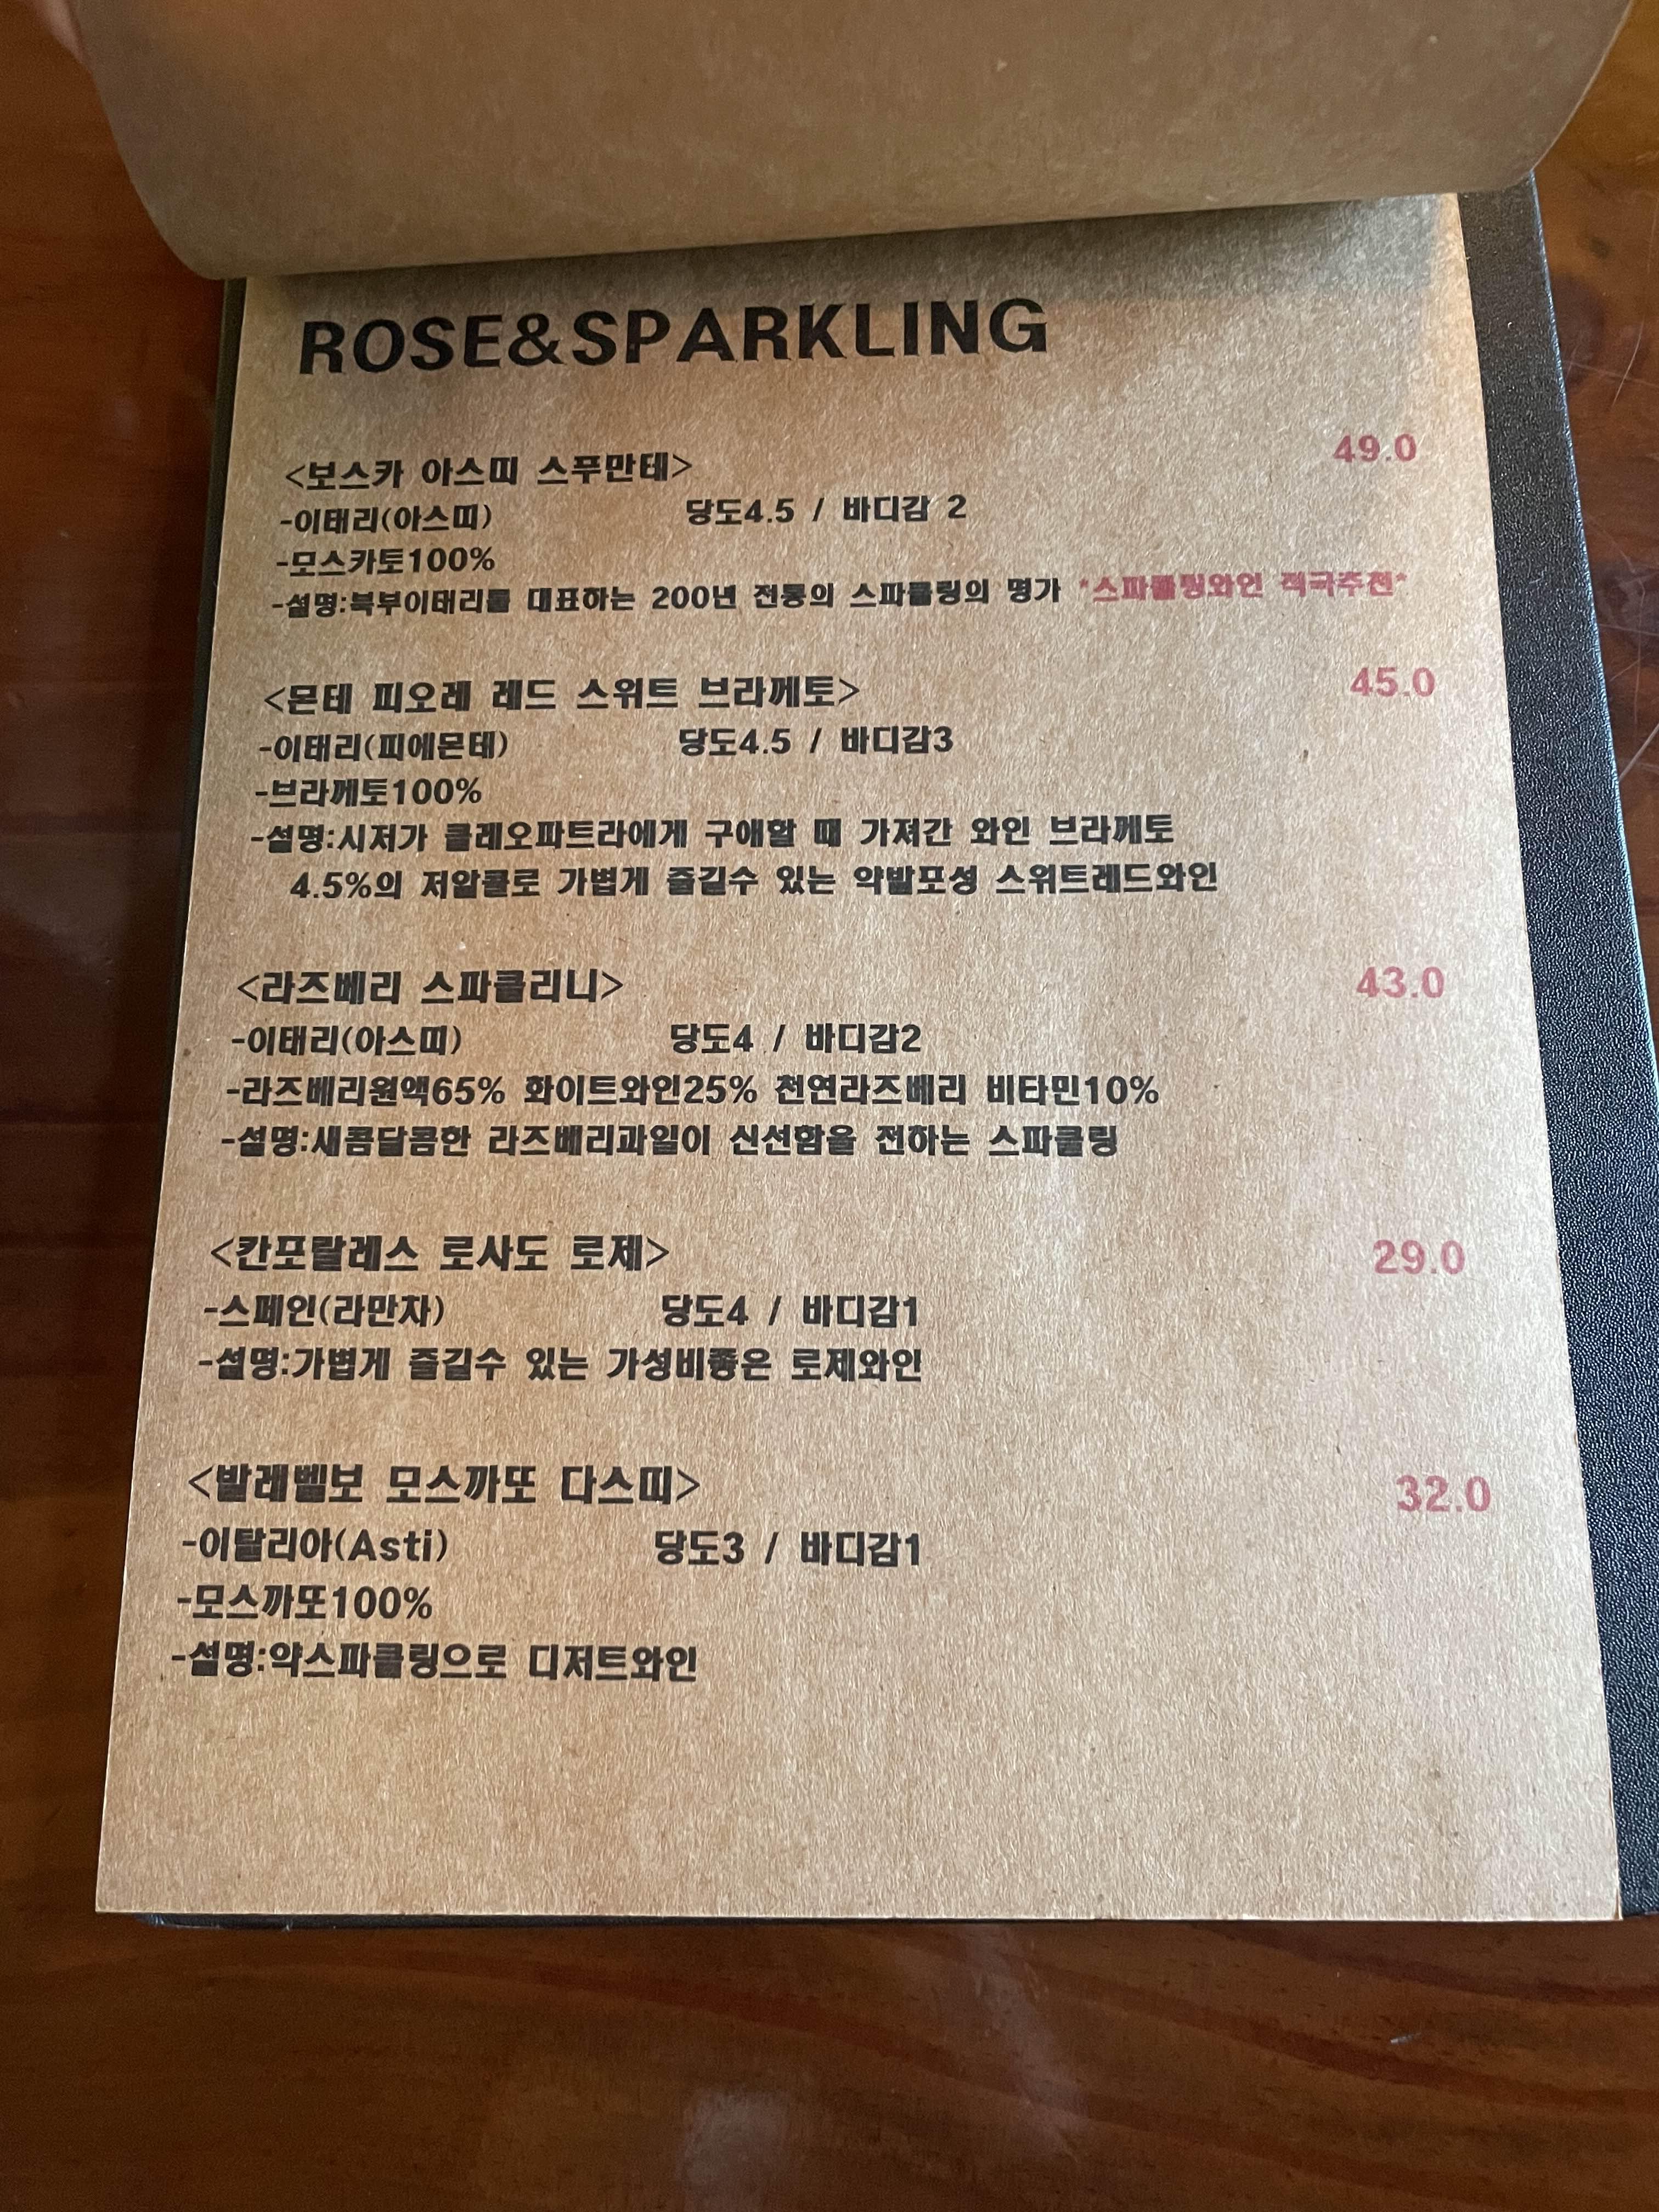 ROSE&SPARKLING
<보스카 아스띠 스푸만테> 49.0
-이태리(아스띠) 당도4.5 / 바디감 2
-모스카토100%
-설명:북부이태리를 대표하는 200년 전통의 스파클링의 명가 *스파클링와인 적극추천*
<몬테 피오레 레드 스위트 브라께토> 45.0
-이태리(피에몬테) 당도4.5 / 바디감3
-브라께토100%
-설명:시저가 클레오파트라에게 구애할 때 가져간 와인 브라께토
4.5%의 저알콜로 가볍게 즐길수 있는 약발포성 스위트레드와인
<라즈베리 스파클리니> 43.0
-이태리(아스띠) 당도4 / 바디감2
-라즈베리원액65% 화이트와인25% 천연라즈베리 비타민10%
-설명:새콤달콤한 라즈베리과일이 신선함을 전하는 스파클링
<칸포랄레스 로사도 로제> 29.0
-스페인(라만차) 당도4 / 바디감1
-설명:가볍게 즐길수 있는 가성비좋은 로제와인
<발레벨보 모스까또 다스띠> 32.0
-이탈리아(Asti) 당도3 / 바디감1
-모스까또100%
-설명:약스파클링으로 디저트와인